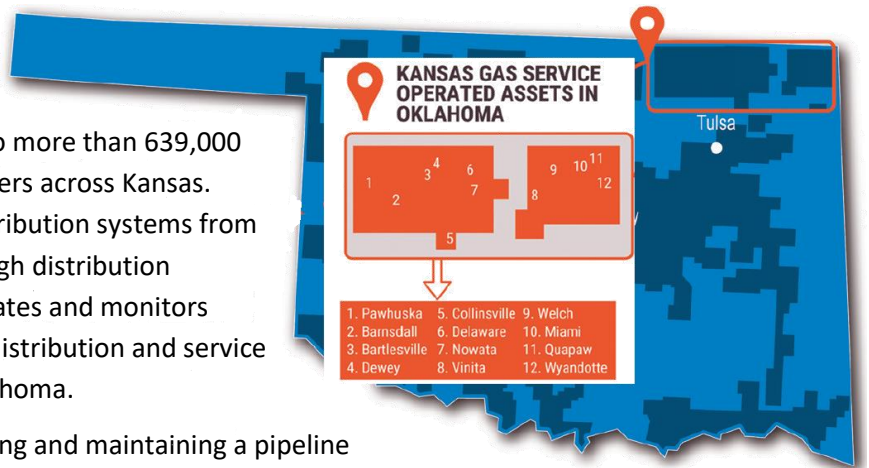 KANSAS GAS SERVICE
OPERATED ASSETS IN
OKLAHOMA
Tulsa
more than 639,000
ers across Kansas.
ribution systems from
gh distribution
ates and monitors
distribution and service
ahoma.
ng and maintaining a pipeline
1 2 3 4 5 6 7 8 9 10 11 12
1. Pawhuska 5. Collinsville 9. Welch
2. Barnsdall 6. Delaware 10. Miami
3. Bartlesville 7. Nowata 11. Quapaw
4. Dewey 8. Vinita 12. Wyandotte